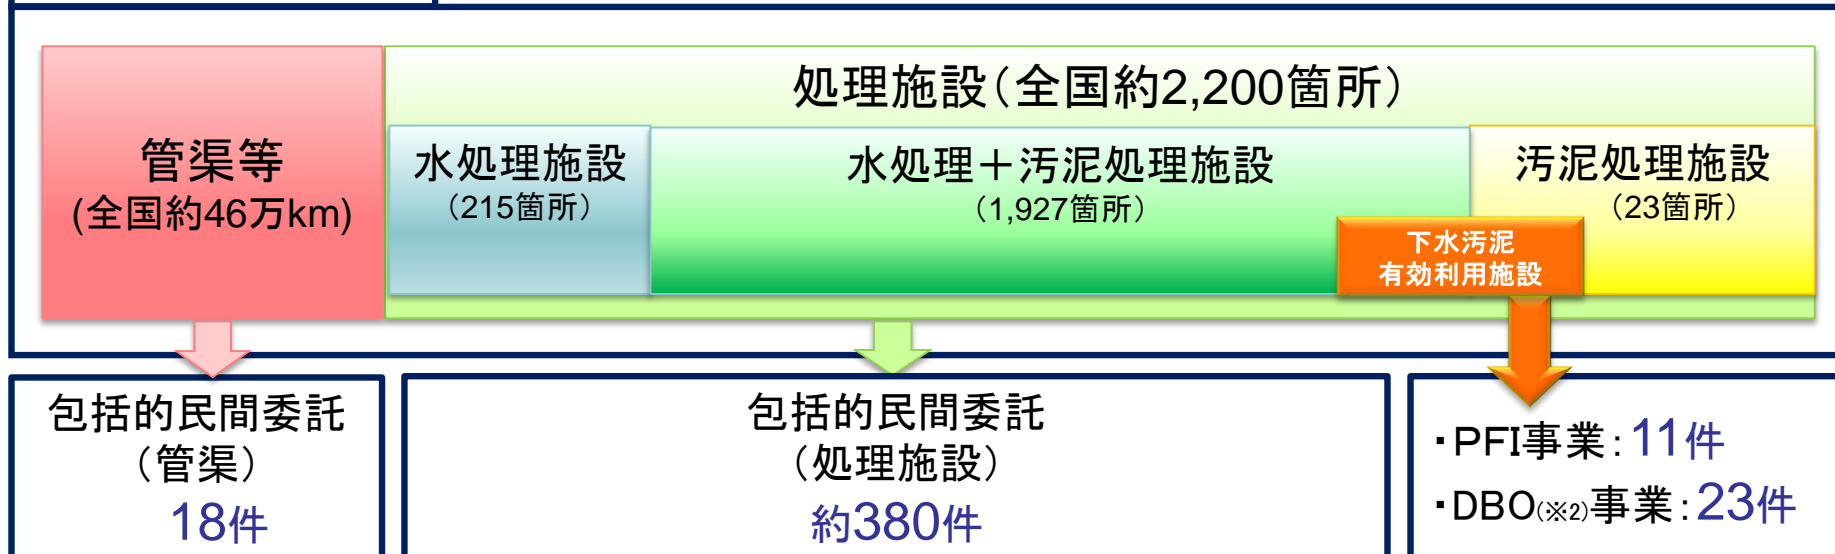 処理施設（全国約2,200箇所）
管渠等
(全国約46万km)
水処理施設
（215箇所）
水処理＋汚泥処理施設
（1,927箇所）
汚泥処理施設
（23箇所）
下水汚泥
有効利用施設
包括的民間委託
（管渠）
18件
包括的民間委託
（処理施設）
約380件
・PFI事業：11件
・DBO(※2)事業：23件